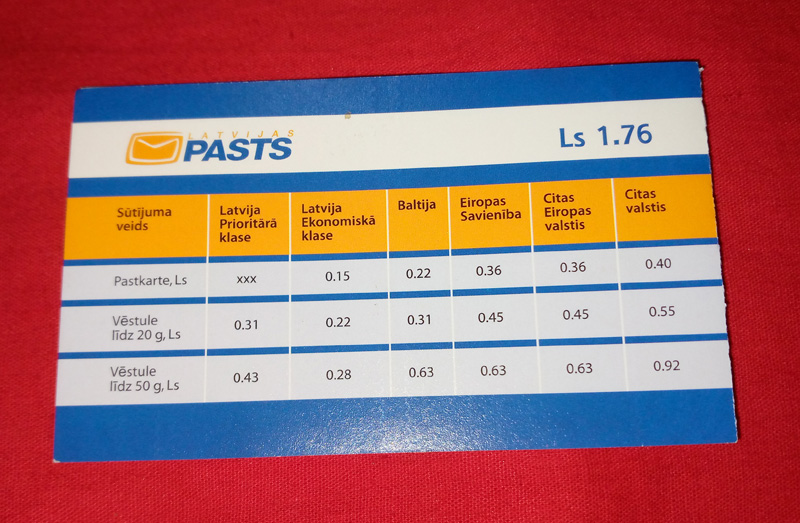 LATVIJAS
PASTS
Ls 1.76
Sūtījuma veids | Latvija Prioritārā klase | Latvija Ekonomiskā klase | Baltija | Eiropas Savienība | Citas Eiropas valstis | Citas valstis
Pastkarte, Ls | xxx | 0.15 | 0.22 | 0.36 | 0.36 | 0.40
Vēstule līdz 20 g, Ls | 0.31 | 0.22 | 0.31 | 0.45 | 0.45 | 0.55
Vēstule līdz 50 g, Ls | 0.43 | 0.28 | 0.63 | 0.63 | 0.63 | 0.92